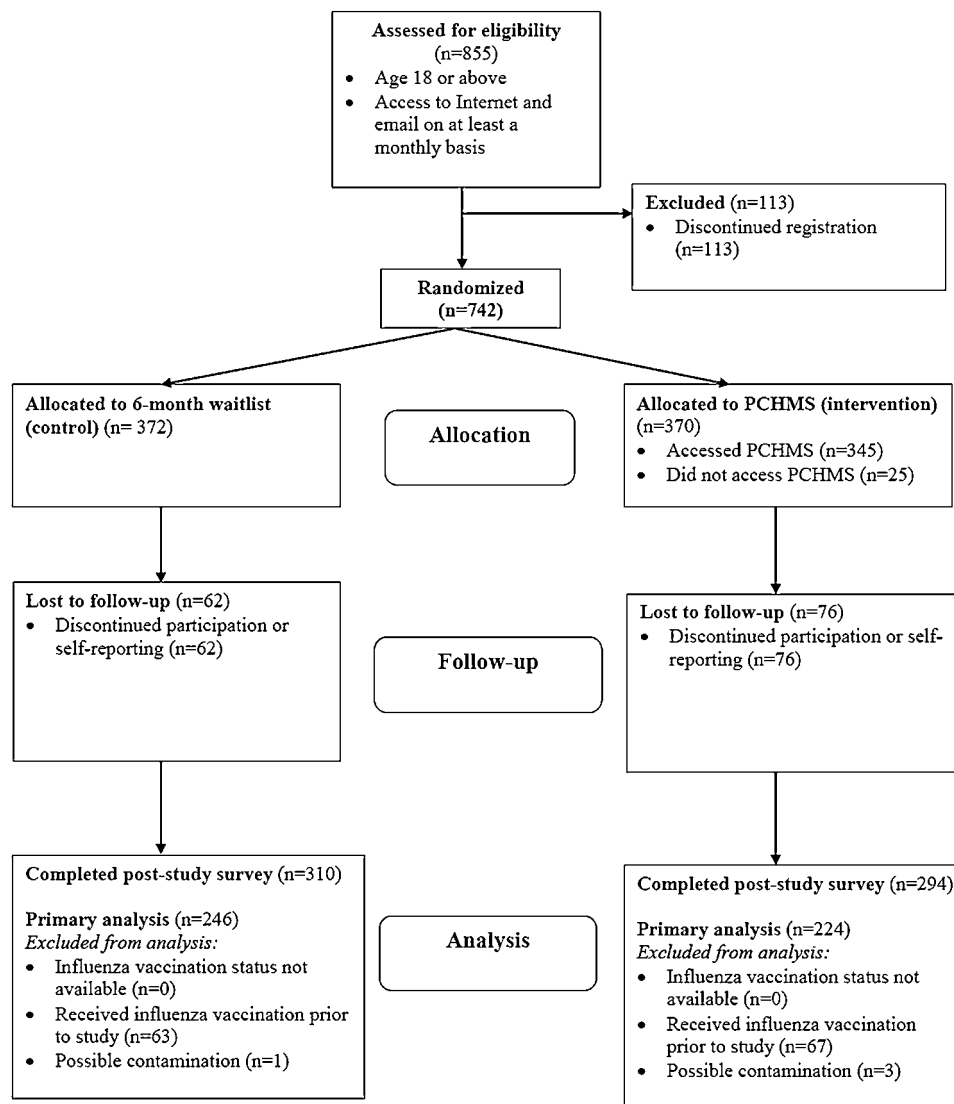 Assessed for eligibility
(n=855)
• Age 18 or above
• Access to Internet and
email on at least a
monthly basis
Excluded (n=113)
• Discontinued registration
(n=113)
Randomized
(n=742)
Allocated to 6-month waitlist
(control) (n= 372)
Allocation
Allocated to PCHMS (intervention)
(n=370)
• Accessed PCHMS (n=345)
• Did not access PCHMS (n=25)
Lost to follow-up (n=62)
• Discontinued participation or
self-reporting (n=62)
Follow-up
Lost to follow-up (n=76)
• Discontinued participation or self-
reporting (n=76)
Completed post-study survey (n=310)
Primary analysis (n=246)
Excluded from analysis:
• Influenza vaccination status not
available (n=0)
• Received influenza vaccination prior
to study (n=63)
• Possible contamination (n=1)
Analysis
Completed post-study survey (n=294)
Primary analysis (n=224)
Excluded from analysis:
• Influenza vaccination status not
available (n=0)
• Received influenza vaccination
prior to study (n=67)
• Possible contamination (n=3)